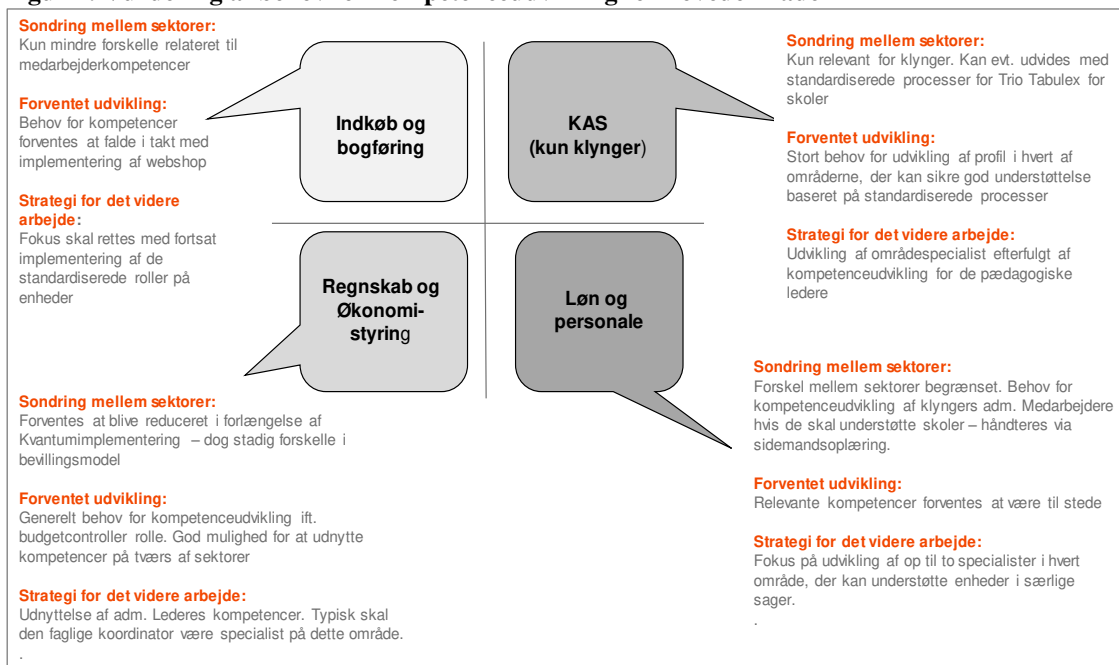 Sondring mellem sektorer:
Kun mindre forskelle relateret til
medarbejderkompetencer
Forventet udvikling:
Behov for kompetencer
forventes at falde i takt med
implementering af webshop
Strategi for det videre
arbejde:
Fokus skal rettes med fortsat
implementering af de
standardiserede roller på
enheder
Indkøb og
bogføring
KAS
(kun klynger)
Sondring mellem sektorer:
Kun relevant for klynger. Kan evt. udvides med
standardiserede processer for Trio Tabulex for
skoler
Forventet udvikling:
Stort behov for udvikling af profil i hvert af
områderne, der kan sikre god understøttelse
baseret på standardiserede processer
Strategi for det videre arbejde:
Udvikling af områdespecialist efterfulgt af
kompetenceudvikling for de pædagogiske
ledere
Regnskab og
Økonomi-
styring
Løn og
personale
Sondring mellem sektorer:
Forventes at blive reduceret i forlængelse af
Kvantumimplementering – dog stadig forskelle i
bevillingsmodel
Forventet udvikling:
Generelt behov for kompetenceudvikling ift.
budgetcontroller rolle. God mulighed for at udnytte
kompetencer på tværs af sektorer
Strategi for det videre arbejde:
Udnyttelse af adm. Lederes kompetencer. Typisk skal
den faglige koordinator være specialist på dette område.
.
Sondring mellem sektorer:
Forskel mellem sektorer begrænset. Behov for
kompetenceudvikling af klyngers adm. Medarbejdere
hvis de skal understøtte skoler – håndteres via
sidemandsoplæring.
Forventet udvikling:
Relevante kompetencer forventes at være til stede
Strategi for det videre arbejde:
Fokus på udvikling af op til to specialister i hvert
område, der kan understøtte enheder i særlige
sager.
.